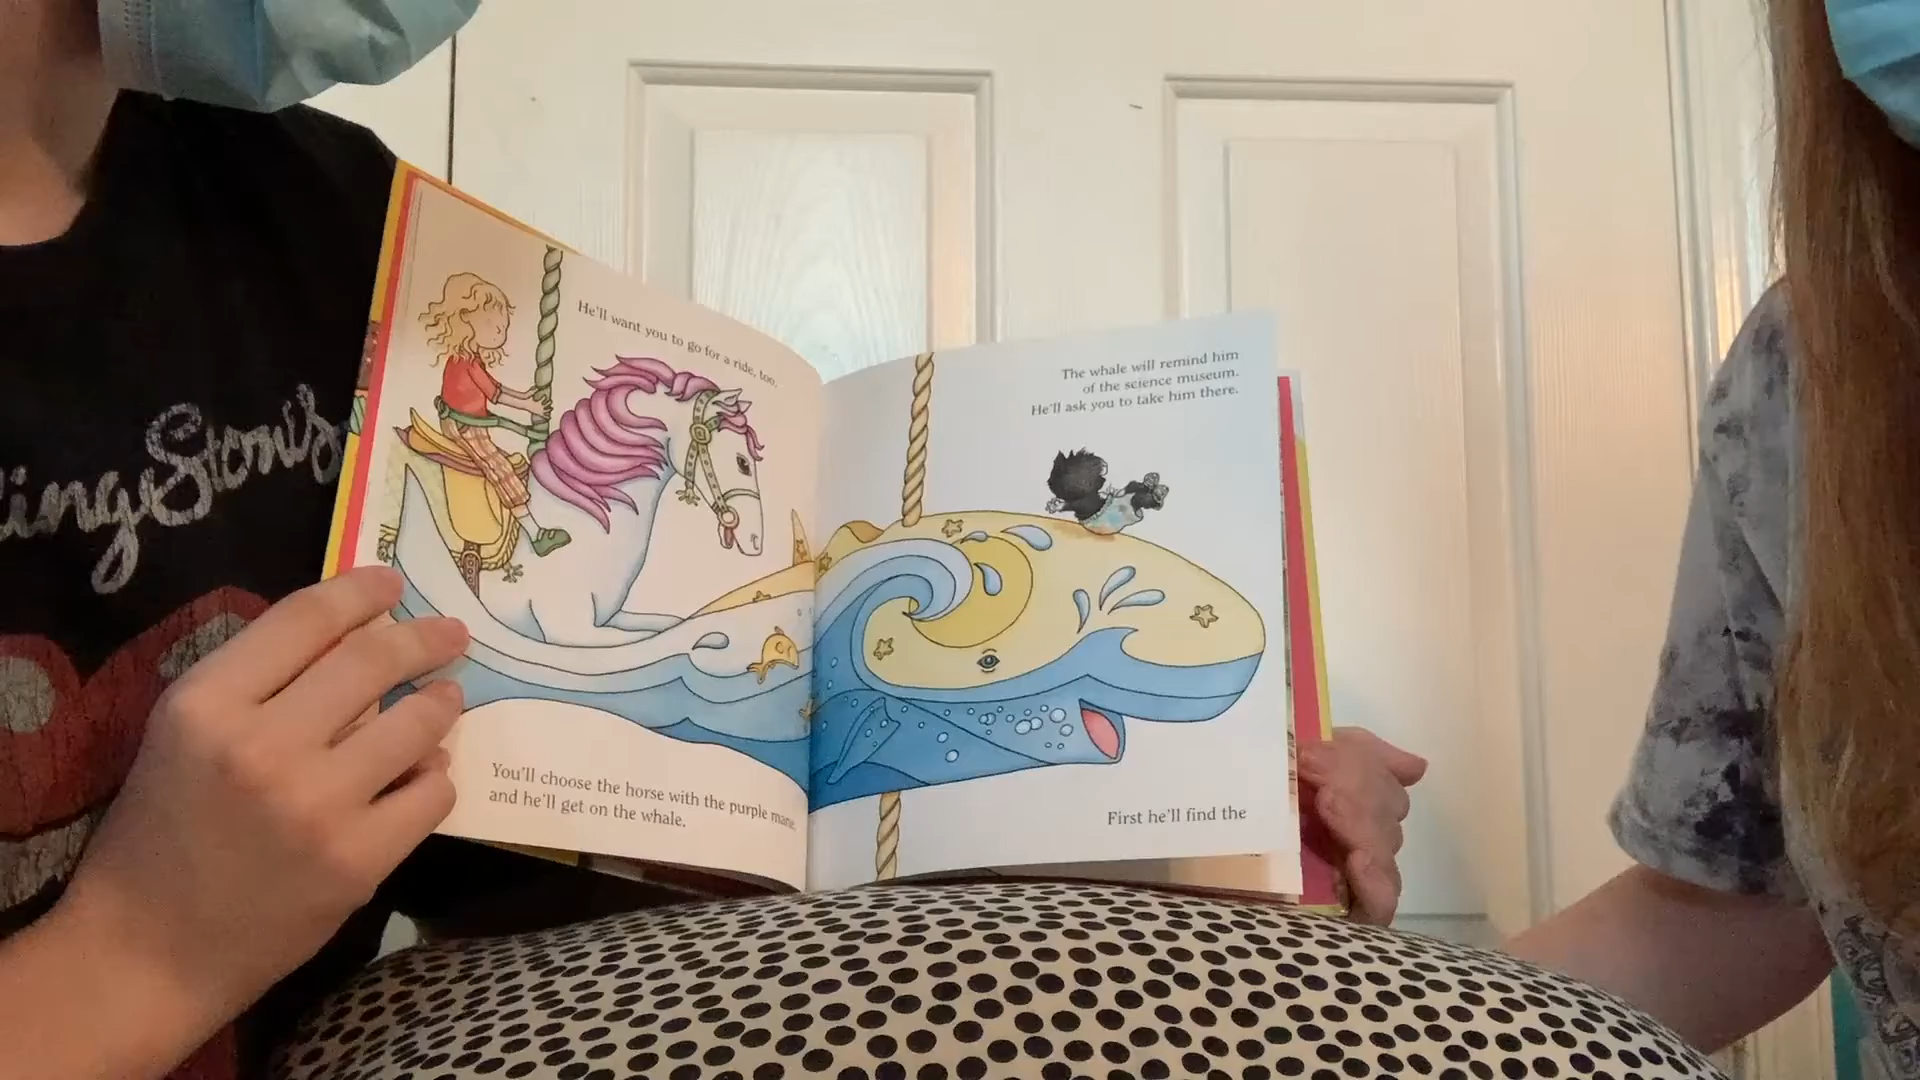 ling Stones
He'll want you to go for a ride, too.
You'll choose the horse with the purple mane,
and he'll get on the whale.
The whale will remind him
of the science museum.
He'll ask you to take him there.
First he'll find the